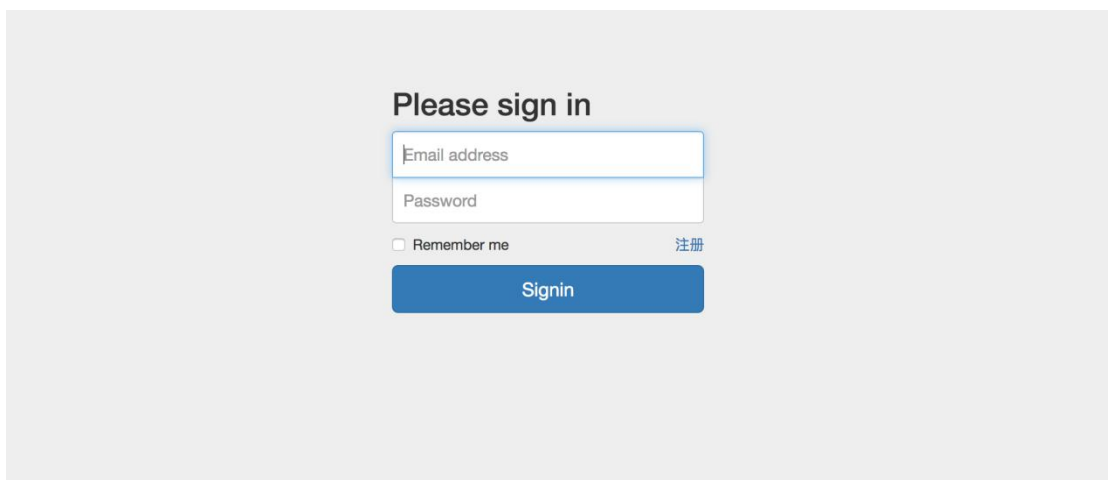 Please sign in
Email address
Password
Remember me 注册
Signin